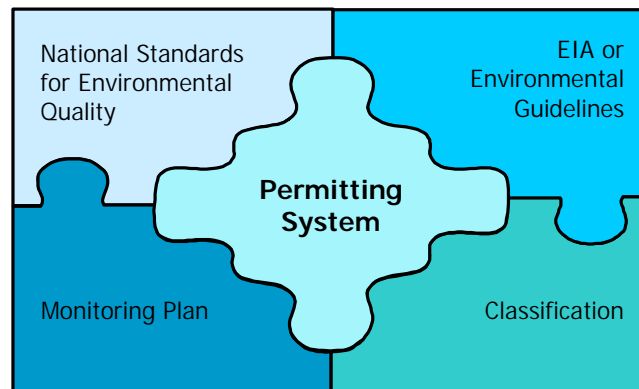 National Standards
for Environmental
Quality
EIA or
Environmental
Guidelines
Permitting
System
Monitoring Plan
Classification